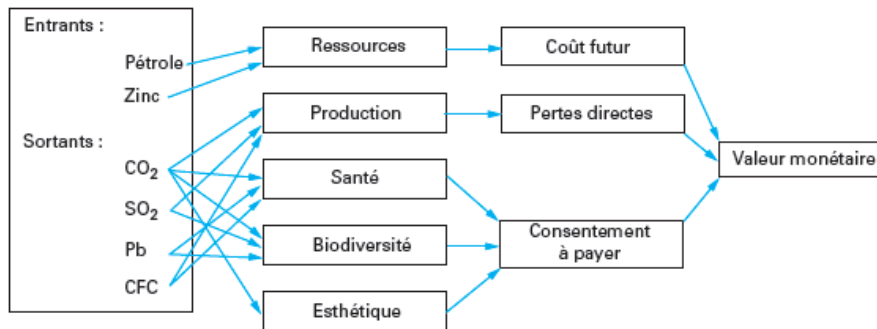 Entrants :
Pétrole
Zinc
Sortants :
CO2
SO2
Pb
CFC
Ressources
Production
Santé
Biodiversité
Esthétique
Coût futur
Pertes directes
Consentement
à payer
Valeur monétaire